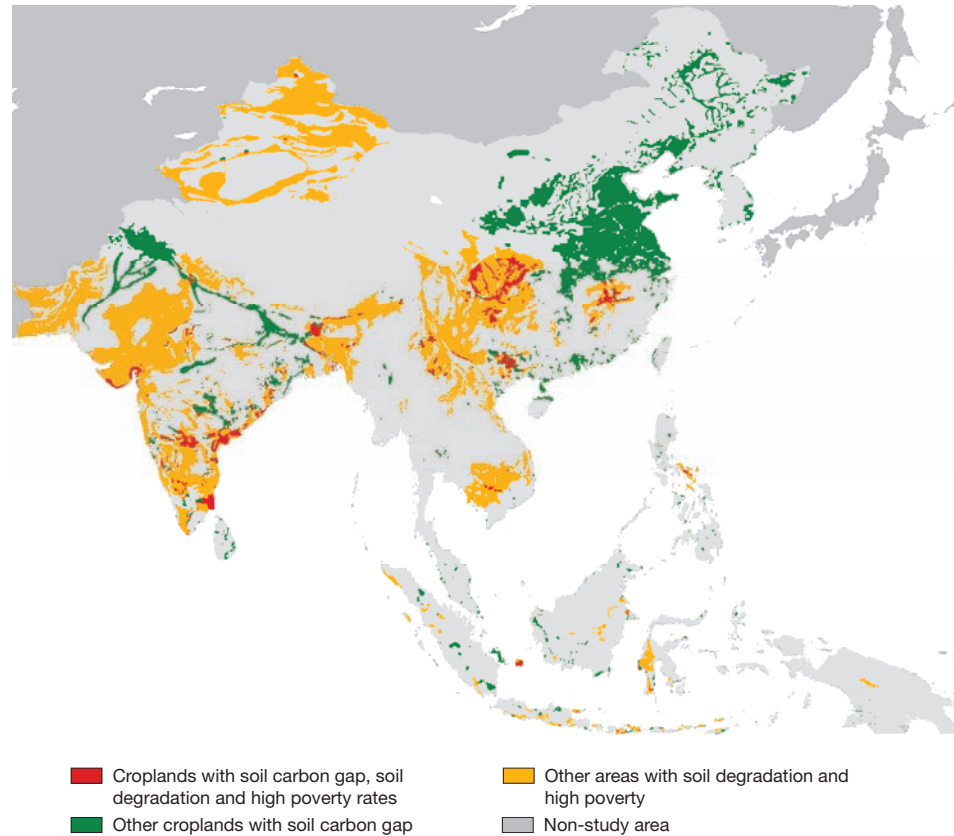 Croplands with soil carbon gap, soil
degradation and high poverty rates
Other croplands with soil carbon gap
Other areas with soil degradation and
high poverty
Non-study area